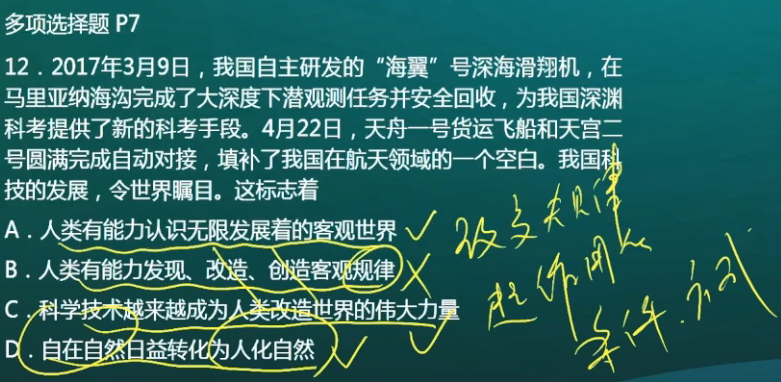 多项选择题 P7
12．2017年3月9日，我国自主研发的“海翼”号深海滑翔机，在
马里亚纳海沟完成了大深度下潜观测任务并安全回收，为我国深渊
科考提供了新的科考手段。4月22日，天舟一号货运飞船和天宫二
号圆满完成自动对接，填补了我国在航天领域的一个空白。我国科
技的发展，令世界瞩目。这标志着
A．人类有能力认识无限发展着的客观世界
B．人类有能力发现、改造、创造客观规律
C．科学技术越来越成为人类改造世界的伟大力量
D．自在自然日益转化为人化自然
改变规律
起作用的
条件、方式